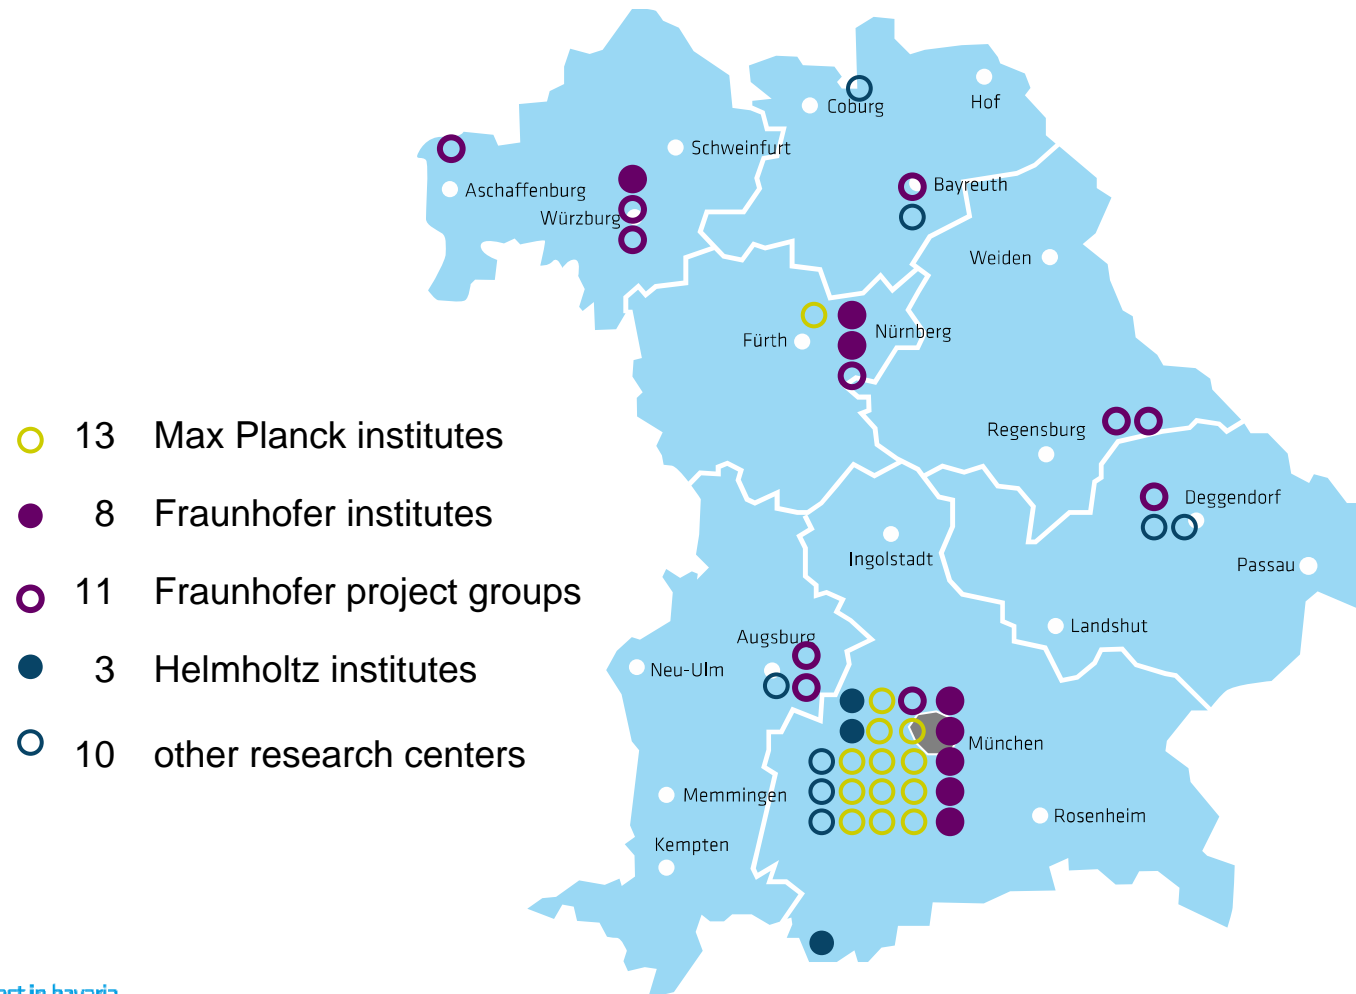 Coburg
Hof
Schweinfurt
Aschaffenburg
Bayreuth
Würzburg
Weiden
Nürnberg
Fürth
13 Max Planck institutes
Regensburg
8 Fraunhofer institutes
Deggendorf
Ingolstadt
Passau
11 Fraunhofer project groups
Landshut
Augsburg
3 Helmholtz institutes
Neu-Ulm
München
10 other research centers
Memmingen
Rosenheim
Kempten
in bavaria